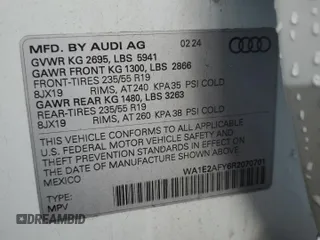 MFD. BY AUDI AG 02/24
GVWR KG 2695, LBS 5941
GAWR FRONT KG 1300, LBS 2866
FRONT-TIRES 235/55 R19
8JX19 RIMS, AT 240 KPA35 PSI COLD
GAWR REAR KG 1480, LBS 3263
REAR-TIRES 235/55 R19
8JX19 RIMS, AT 260 KPA38 PSI COLD
THIS VEHICLE CONFORMS TO ALL APPLICABLE
U.S. FEDERAL MOTOR VEHICLE SAFETY
STANDARDS IN EFFECT ON THE DATE
OF MANUFACTURE SHOWN ABOVE.
MEXICO
TYPE:
MPV
DREAMBID